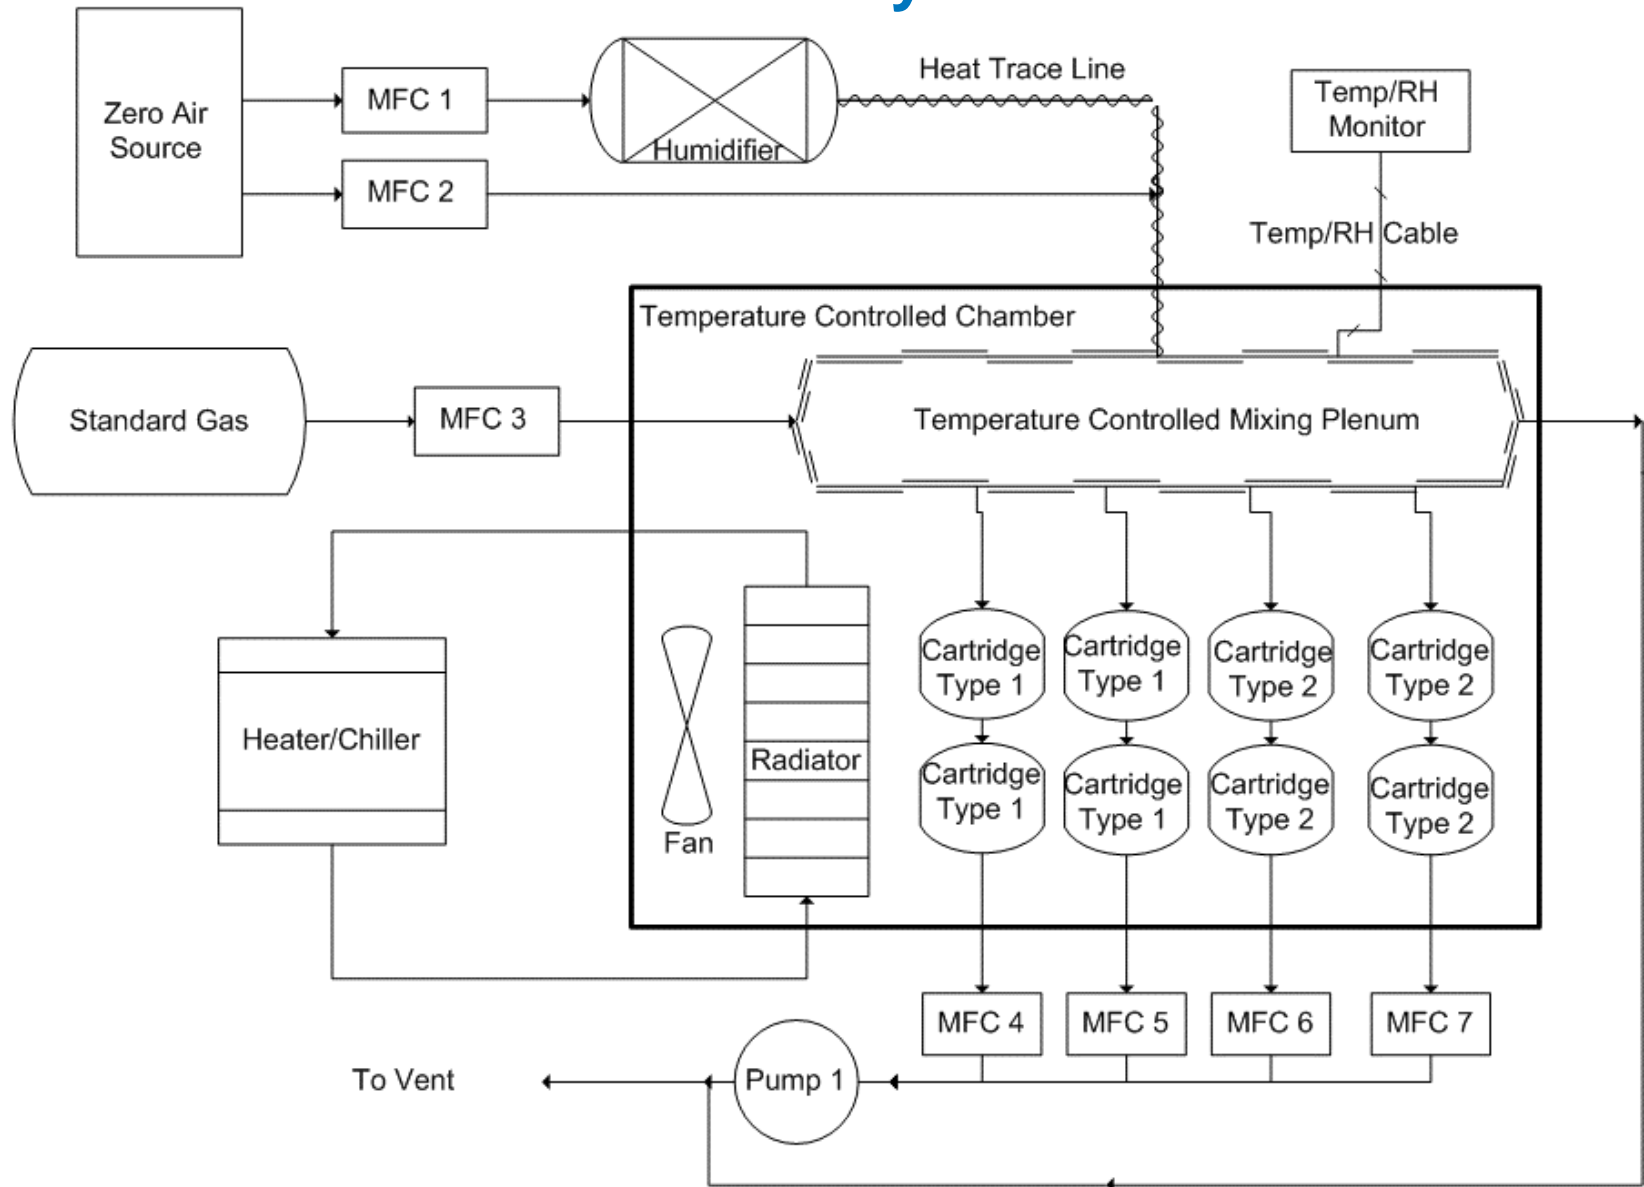 Zero Air
Source
MFC 1
MFC 2
Humidifier
Heat Trace Line
Temp/RH
Monitor
Temp/RH Cable
Temperature Controlled Chamber
Standard Gas
MFC 3
Temperature Controlled Mixing Plenum
Heater/Chiller
Fan
Radiator
Cartridge
Type 1
Cartridge
Type 1
Cartridge
Type 2
Cartridge
Type 2
Cartridge
Type 1
Cartridge
Type 1
Cartridge
Type 2
Cartridge
Type 2
MFC 4
MFC 5
MFC 6
MFC 7
To Vent
Pump 1